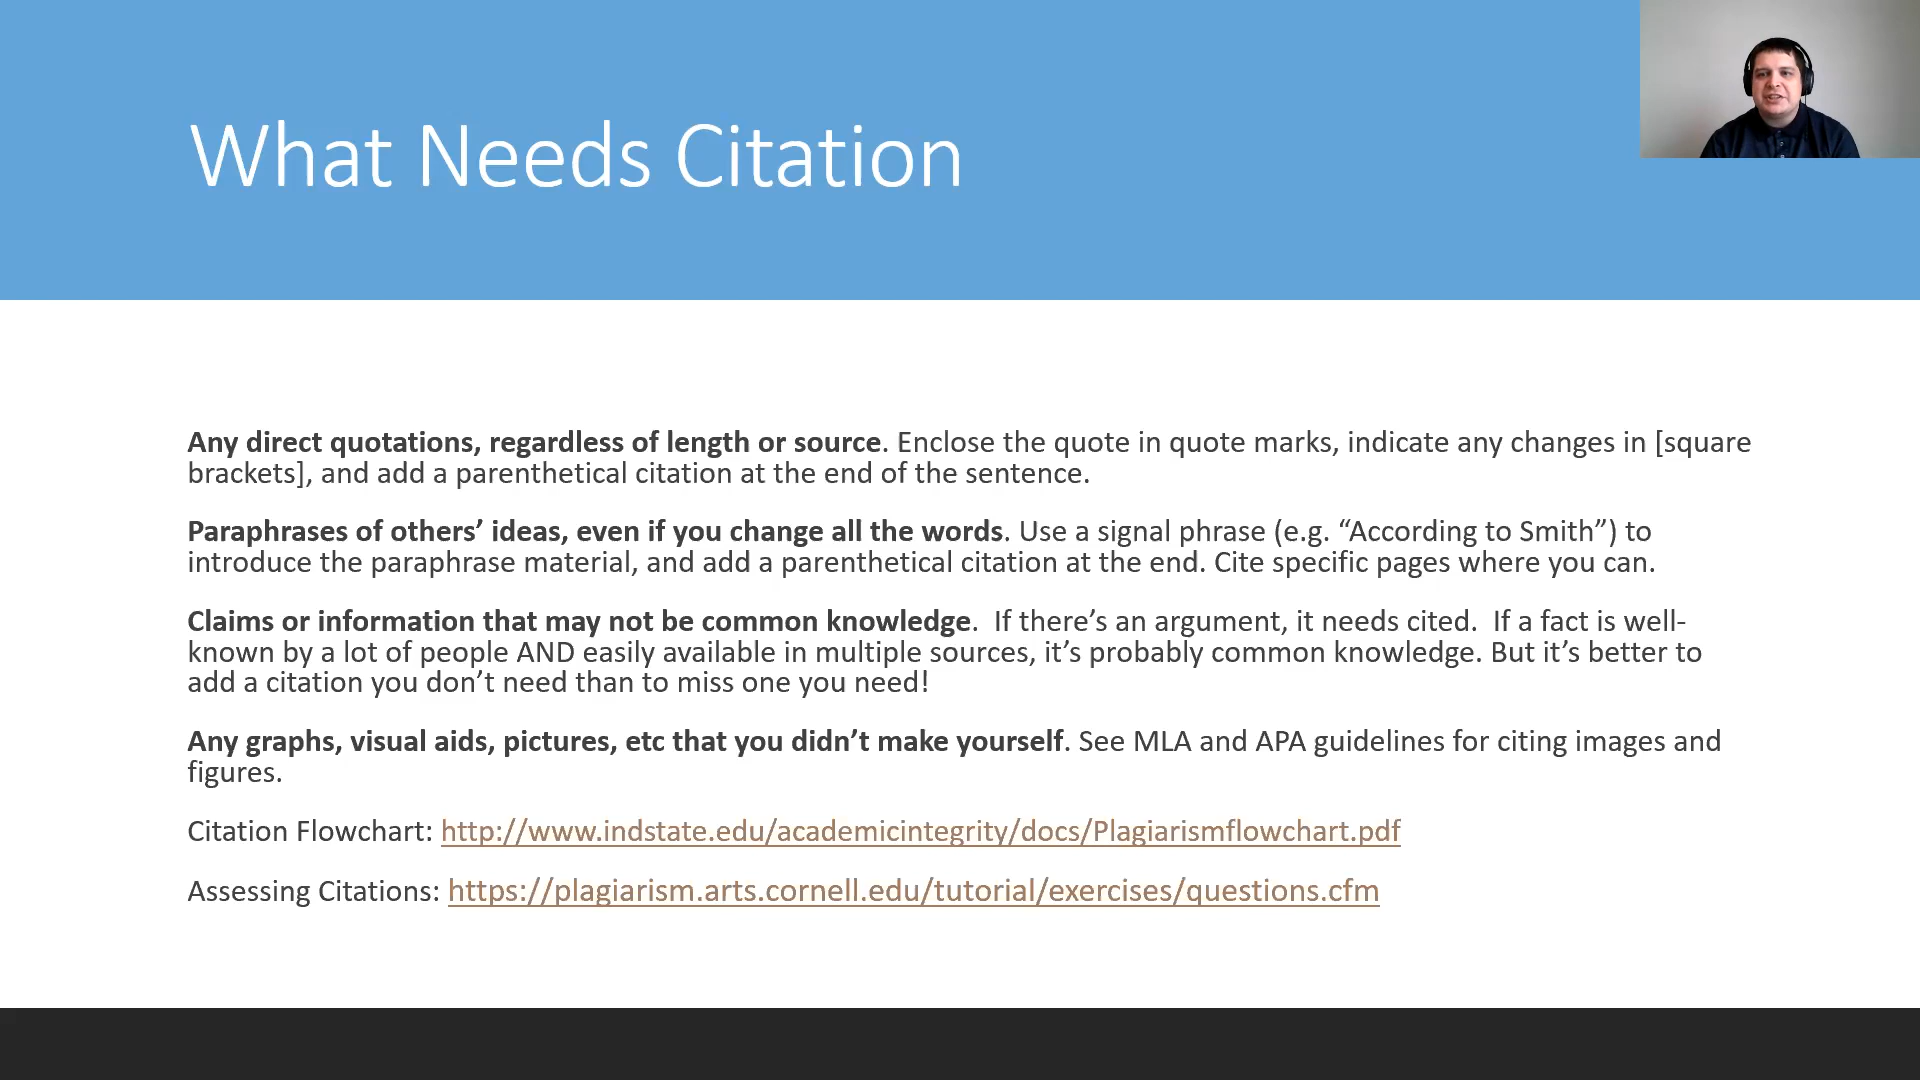 What Needs Citation
Any direct quotations, regardless of length or source. Enclose the quote in quote marks, indicate any changes in [square
brackets], and add a parenthetical citation at the end of the sentence.
Paraphrases of others’ ideas, even if you change all the words. Use a signal phrase (e.g. “According to Smith”) to
introduce the paraphrase material, and add a parenthetical citation at the end. Cite specific pages where you can.
Claims or information that may not be common knowledge.  If there’s an argument, it needs cited.  If a fact is well-
known by a lot of people AND easily available in multiple sources, it’s probably common knowledge. But it’s better to
add a citation you don’t need than to miss one you need!
Any graphs, visual aids, pictures, etc that you didn’t make yourself. See MLA and APA guidelines for citing images and
figures.
Citation Flowchart: http://www.indstate.edu/academicintegrity/docs/Plagiarismflowchart.pdf
Assessing Citations: https://plagiarism.arts.cornell.edu/tutorial/exercises/questions.cfm